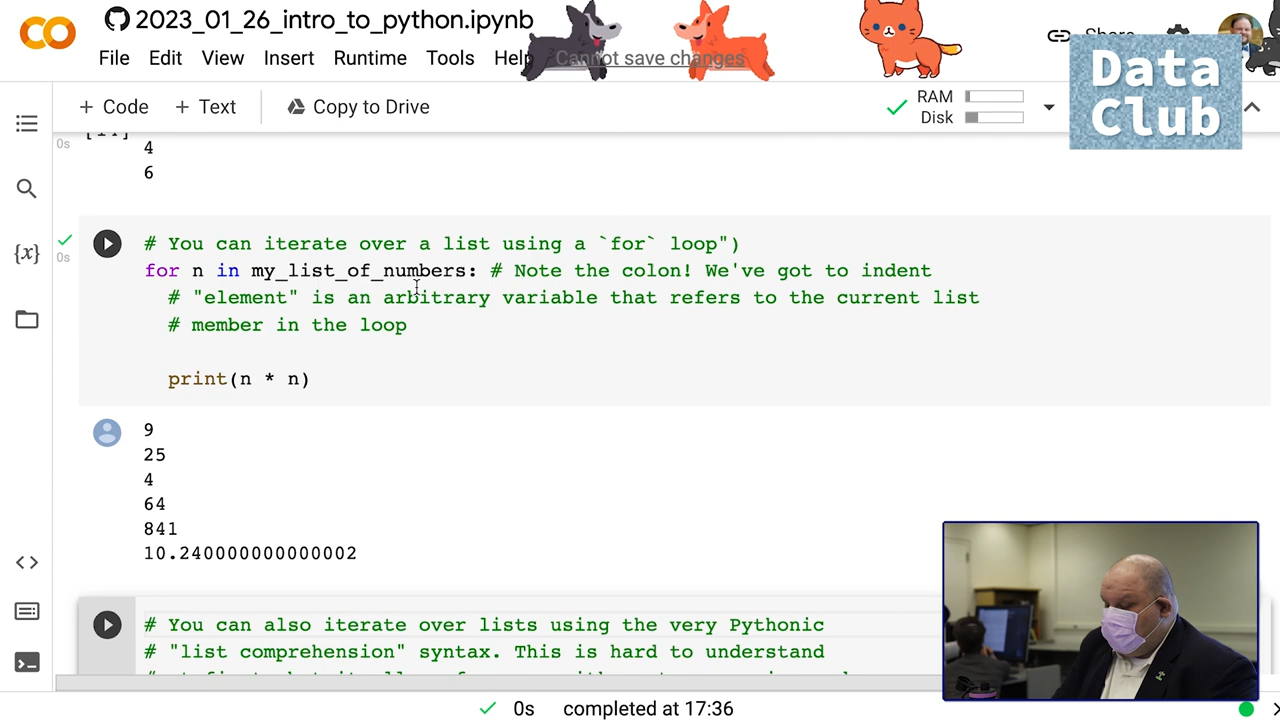 2023_01_26_intro_to_python.ipynb
File Edit View Insert Runtime Tools Help Cannot save changes
Share
Data
Club
+ Code + Text Copy to Drive
RAM
Disk
0s
4
6
{x}
0s
# You can iterate over a list using a `for` loop")
for n in my_list_of_numbers: # Note the colon! We've got to indent
# "element" is an arbitrary variable that refers to the current list
# member in the loop
print(n * n)
9
25
4
64
841
10.240000000000002
# You can also iterate over lists using the very Pythonic
# "list comprehension" syntax. This is hard to understand
0s completed at 17:36